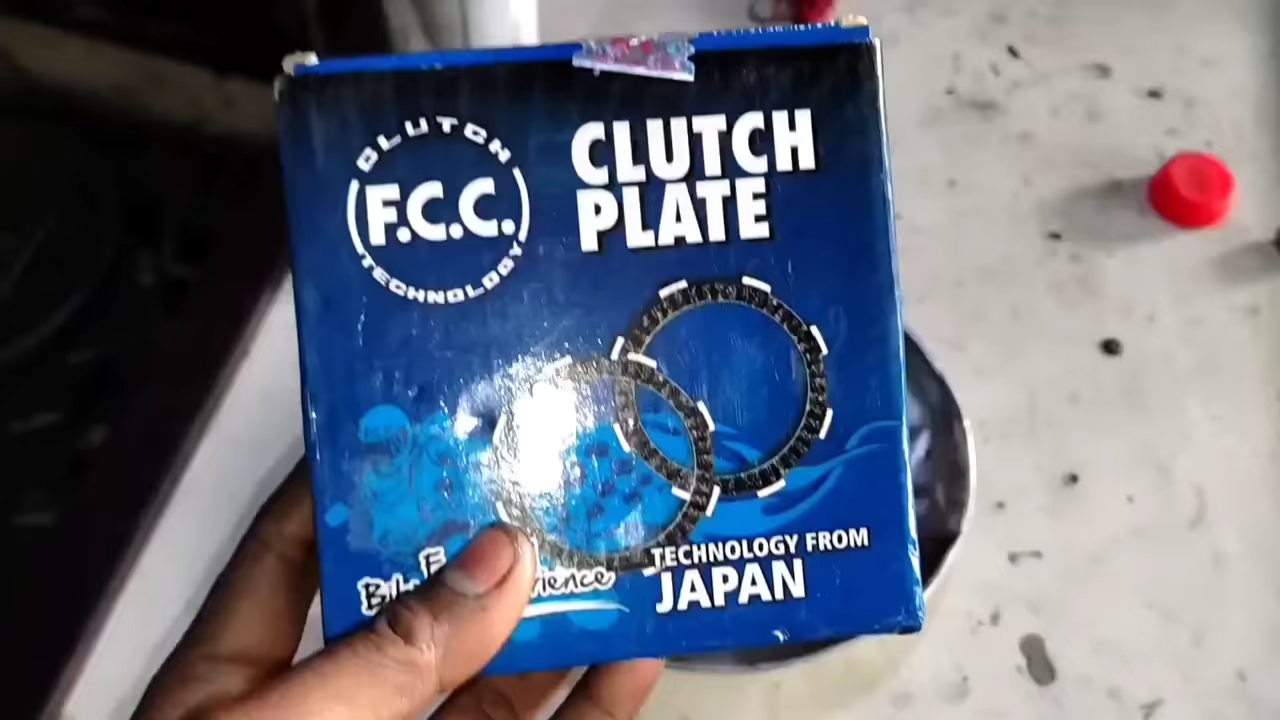 CLUTCH
F.C.C.
TECHNOLOGY
CLUTCH
PLATE
TECHNOLOGY FROM
JAPAN